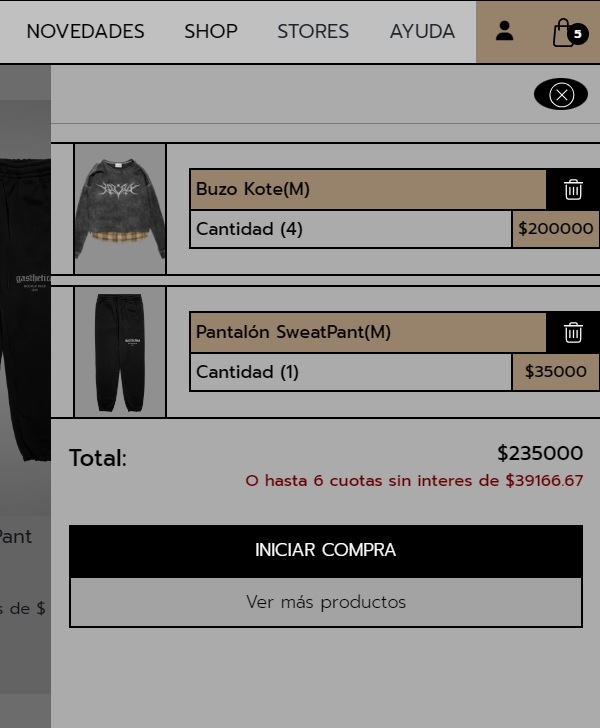 NOVEDADES SHOP STORES AYUDA 5
Buzo Kote(M)
Cantidad (4) $200000
gasthetic
Pantalón SweatPant(M)
Cantidad (1) $35000
Total: $235000
O hasta 6 cuotas sin interes de $39166.67
Pant
INICIAR COMPRA
s de $ Ver más productos